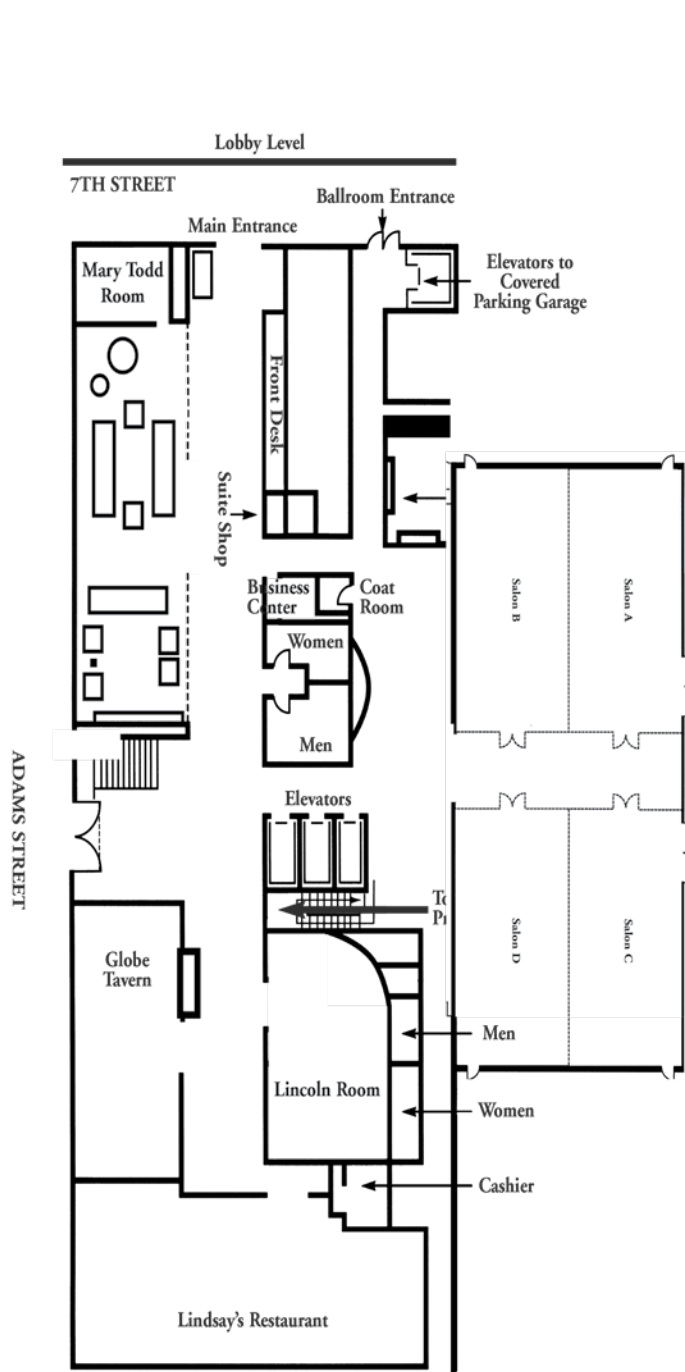 Lobby Level
7TH STREET
Ballroom Entrance
Main Entrance
Mary Todd
Room
Elevators to
Covered
Parking Garage
Front Desk
Suite Shop
Salon B
Salon A
Business
Center
Coat
Room
Women
Men
ADAMS STREET
Elevators
Globe
Tavern
Salon D
Salon C
Men
Lincoln Room
Women
Cashier
Lindsay's Restaurant